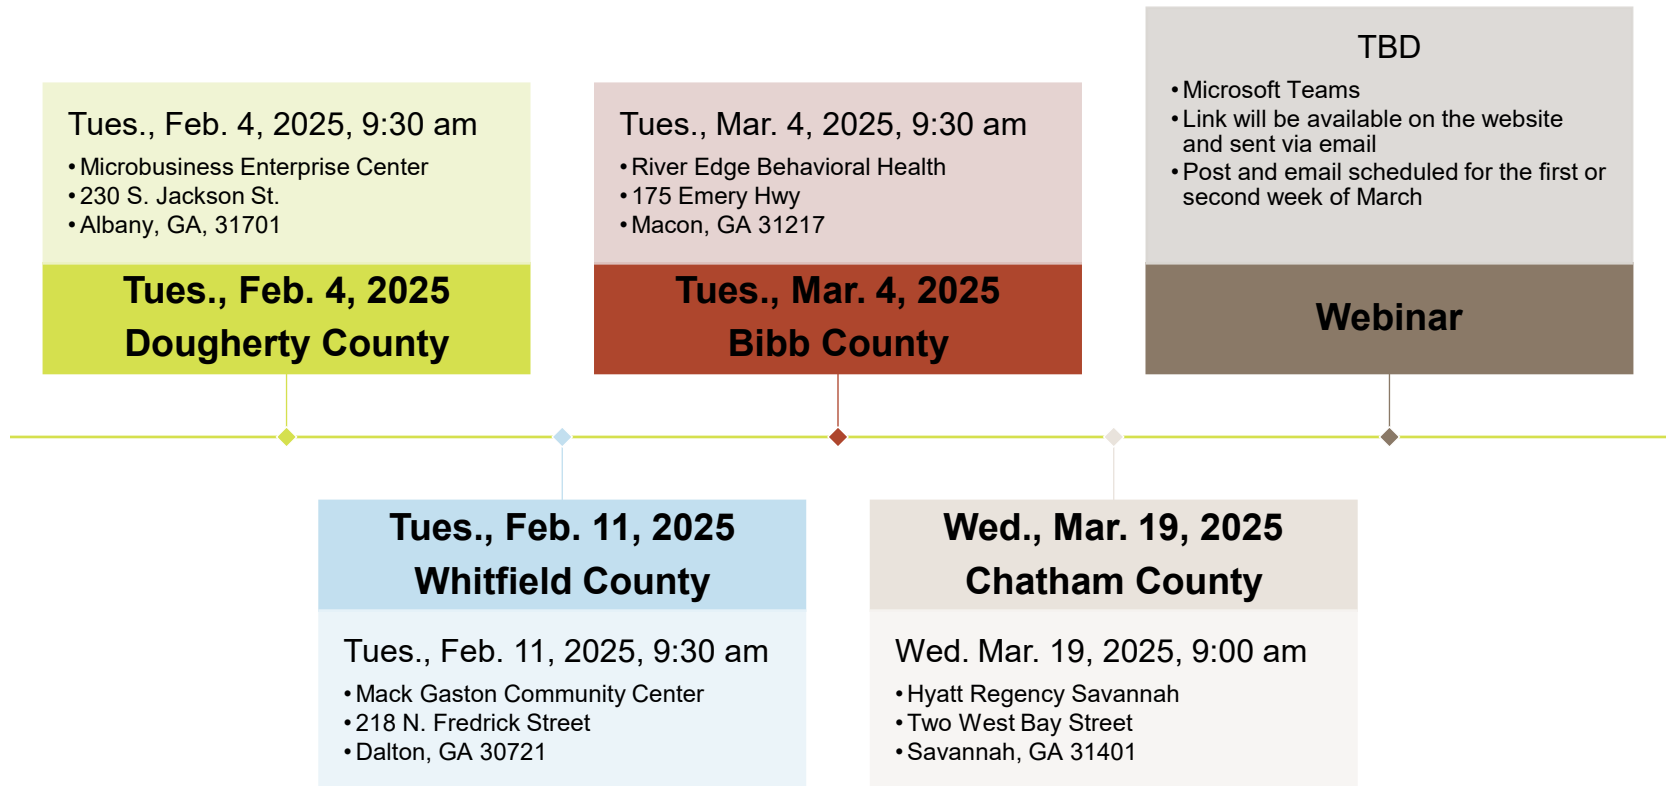 Tues., Feb. 4, 2025, 9:30 am
•Microbusiness Enterprise Center
•230 S. Jackson St.
•Albany, GA, 31701
Tues., Feb. 4, 2025
Dougherty County
Tues., Feb. 11, 2025
Whitfield County
Tues., Feb. 11, 2025, 9:30 am
•Mack Gaston Community Center
•218 N. Fredrick Street
•Dalton, GA 30721
Tues., Mar. 4, 2025, 9:30 am
•River Edge Behavioral Health
•175 Emery Hwy
•Macon, GA 31217
Tues., Mar. 4, 2025
Bibb County
Wed., Mar. 19, 2025
Chatham County
Wed. Mar. 19, 2025, 9:00 am
•Hyatt Regency Savannah
•Two West Bay Street
•Savannah, GA 31401
TBD
•Microsoft Teams
•Link will be available on the website
and sent via email
•Post and email scheduled for the first or
second week of March
Webinar